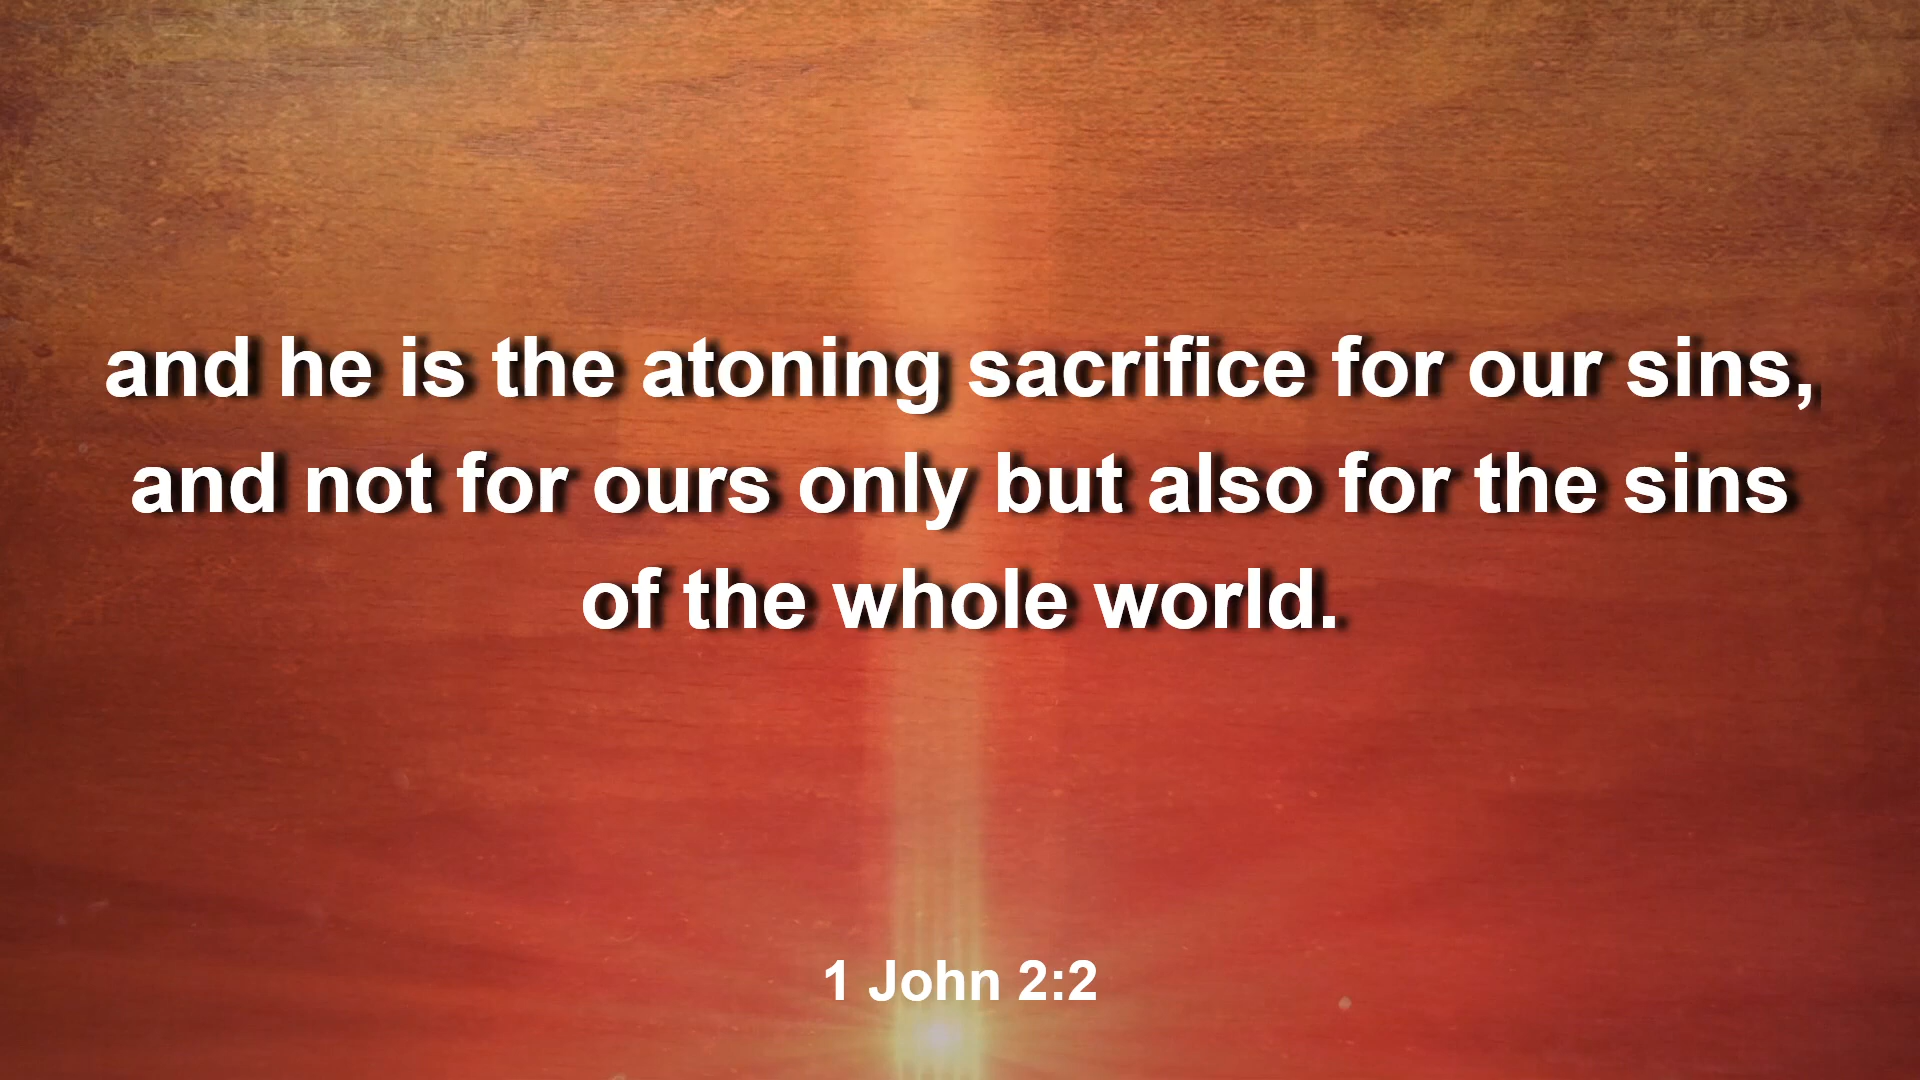 and he is the atoning sacrifice for our sins,
and not for ours only but also for the sins
of the whole world.
1 John 2:2